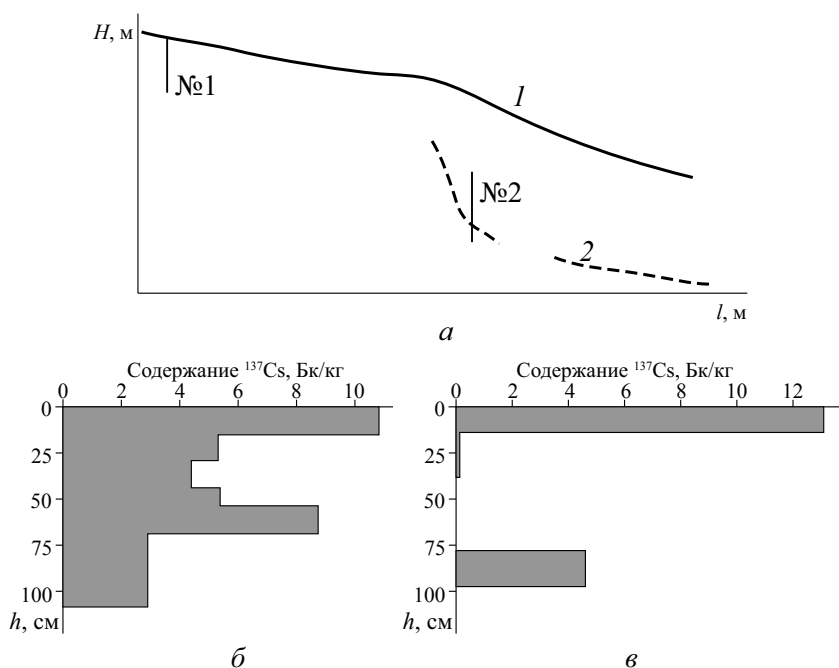 H, м
№1
1
№2
2
l, м
а
Содержание ¹³⁷Cs, Бк/кг
0 2 4 6 8 10
0
25
50
75
100
h, см
б
Содержание ¹³⁷Cs, Бк/кг
0 2 4 6 8 10 12
0
25
50
75
100
h, см
в